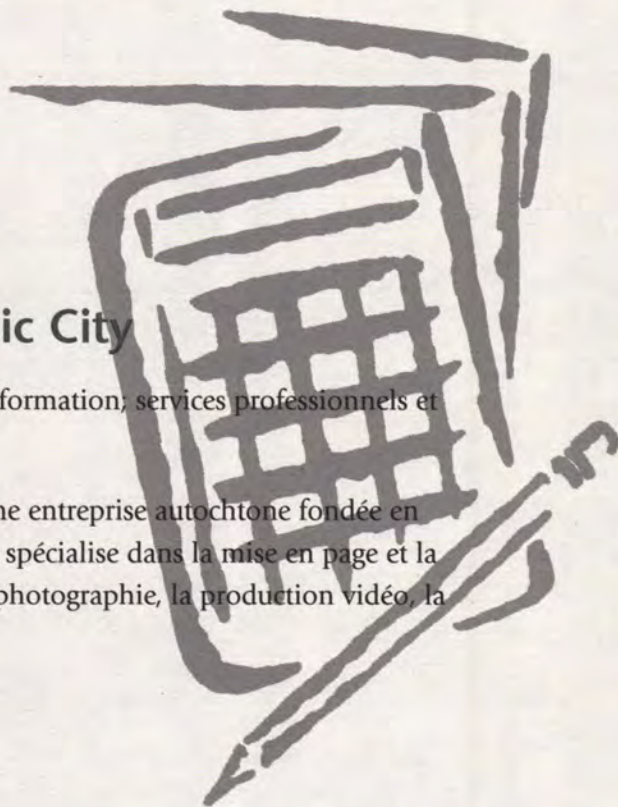 ic City
formation; services professionnels et
ne entreprise autochtone fondée en
spécialise dans la mise en page et la
photographie, la production vidéo, la